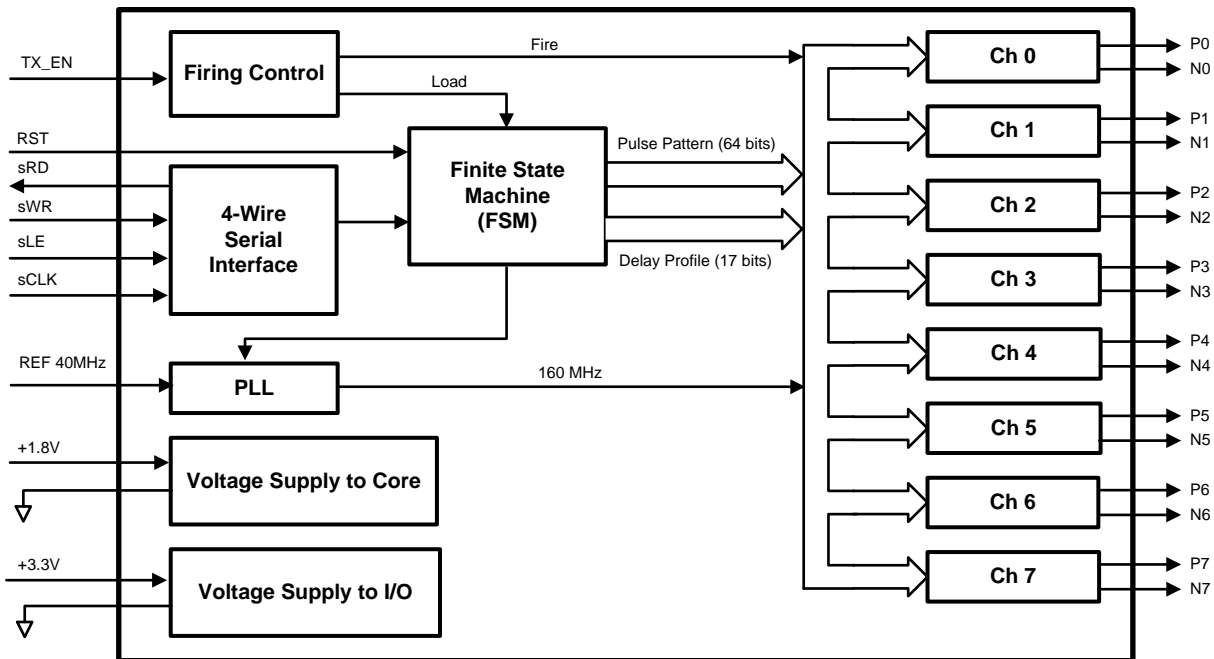 TX_EN
Firing Control
Fire
Load
RST
sRD
sWR
sLE
sCLK
4-Wire
Serial
Interface
Finite State
Machine
(FSM)
Pulse Pattern (64 bits)
Delay Profile (17 bits)
REF 40MHz
PLL
160 MHz
+1.8V
Voltage Supply to Core
+3.3V
Voltage Supply to I/O
Ch 0
P0
N0
Ch 1
P1
N1
Ch 2
P2
N2
Ch 3
P3
N3
Ch 4
P4
N4
Ch 5
P5
N5
Ch 6
P6
N6
Ch 7
P7
N7